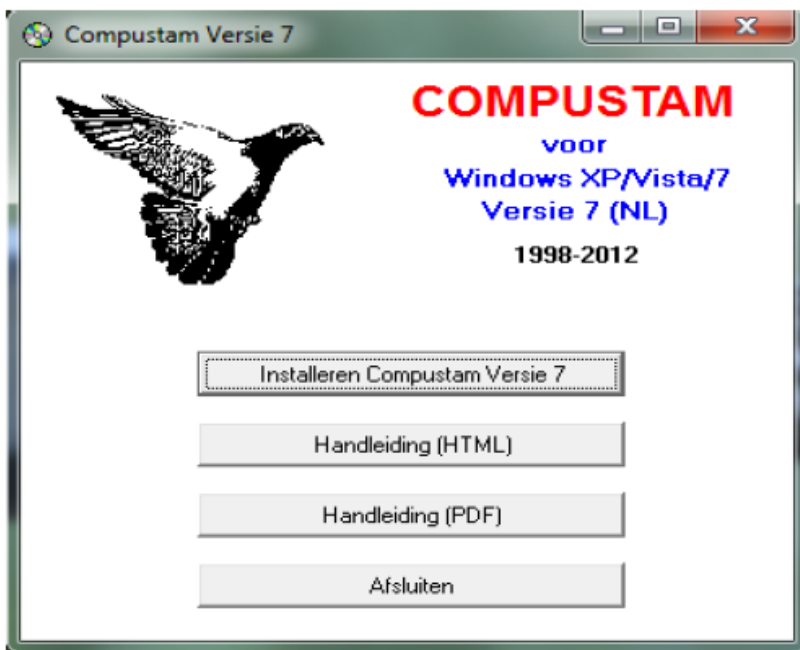 Compustam Versie 7
COMPUSTAM
voor
Windows XP/Vista/7
Versie 7 (NL)
1998-2012
Installeren Compustam Versie 7
Handleiding (HTML)
Handleiding (PDF)
Afsluiten